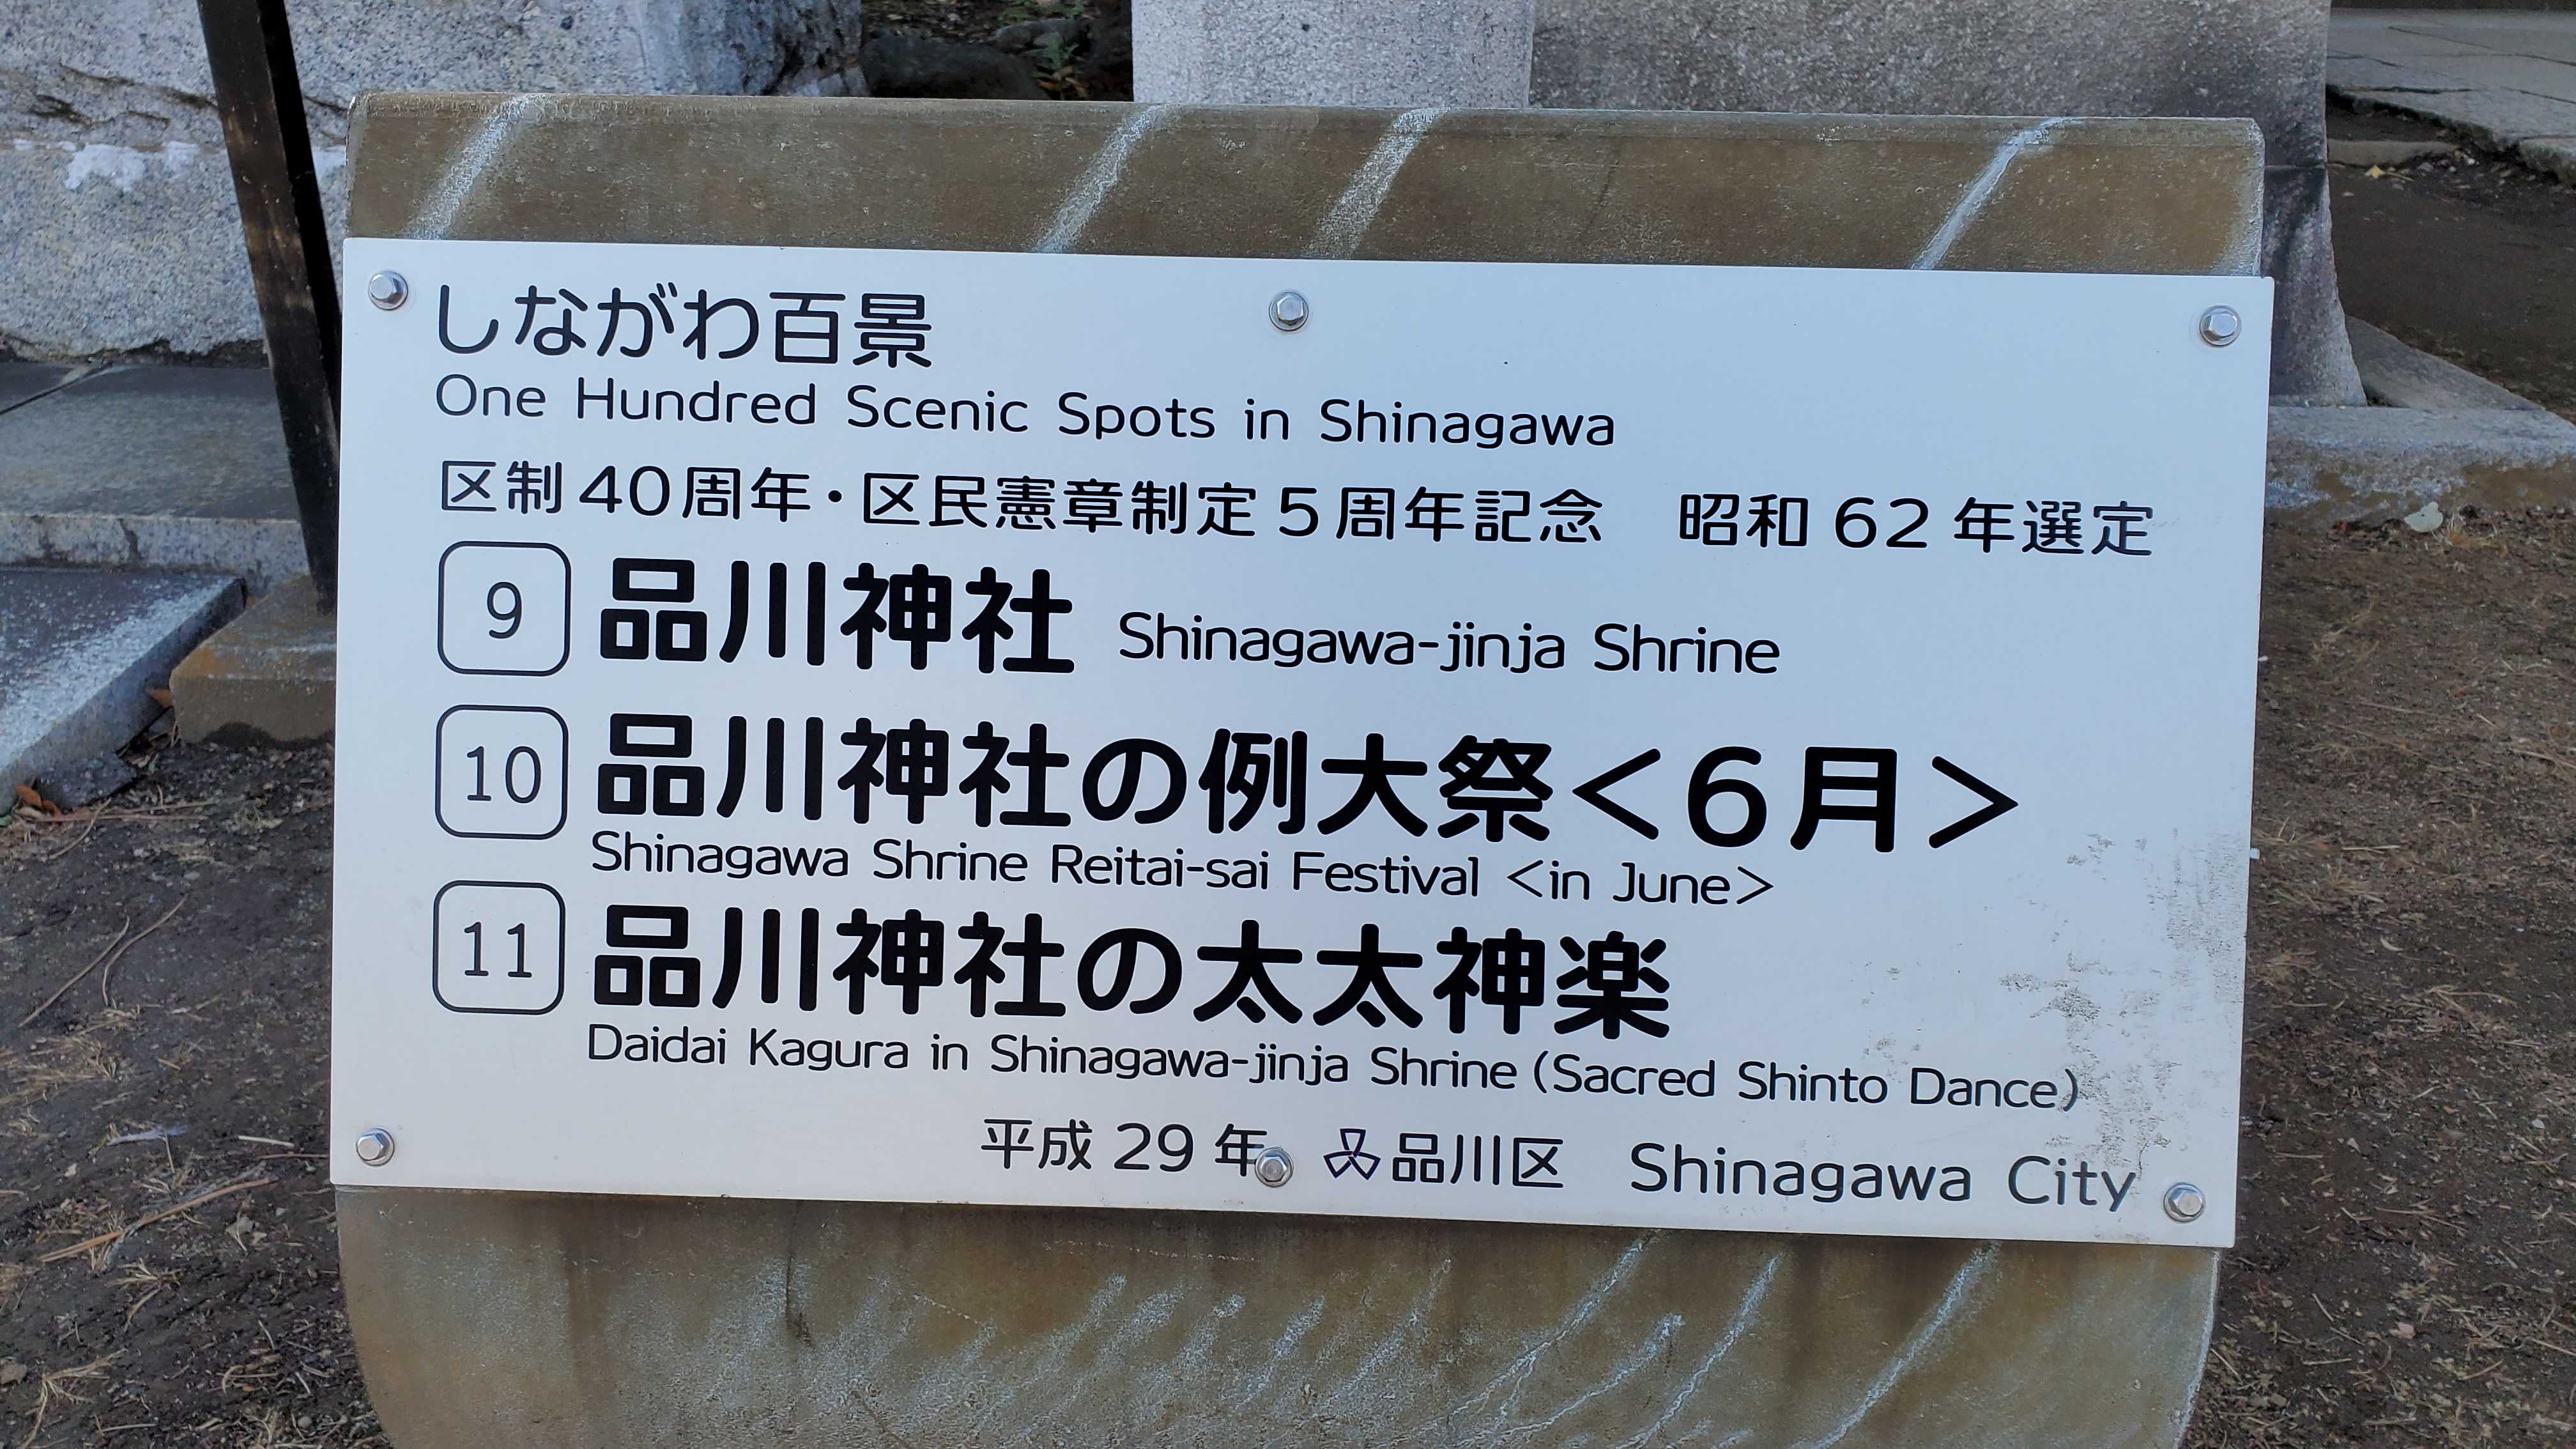 しながわ百景
One Hundred Scenic Spots in Shinagawa
区制40周年・区民憲章制定5周年記念　昭和62年選定
9 品川神社 Shinagawa-jinja Shrine
10 品川神社の例大祭<6月>
Shinagawa Shrine Reitai-sai Festival <in June>
11 品川神社の太太神楽
Daidai Kagura in Shinagawa-jinja Shrine (Sacred Shinto Dance)
平成29年 品川区 Shinagawa City